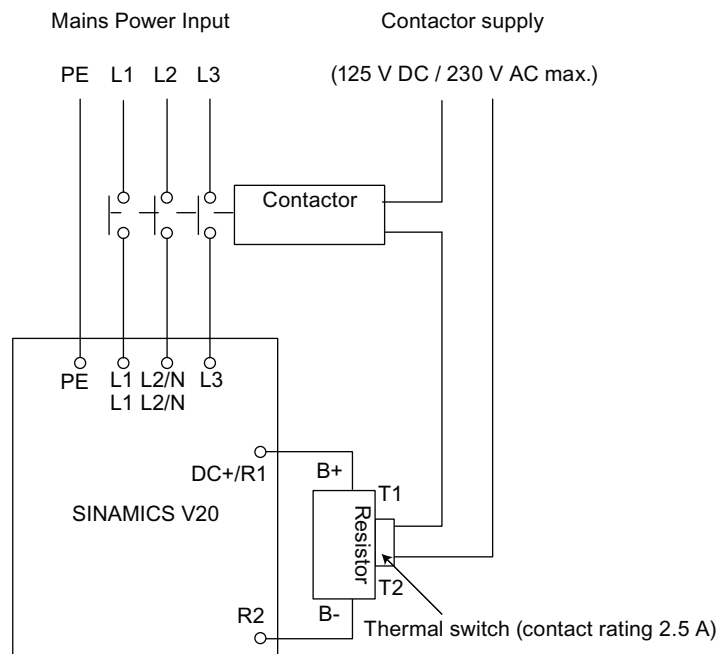 Mains Power Input
Contactor supply
PE L1 L2 L3
(125 V DC / 230 V AC max.)
Contactor
PE L1 L2/N L3
L1 L2/N
DC+/R1
B+
T1
SINAMICS V20
Resistor
T2
R2
B-
Thermal switch (contact rating 2.5 A)